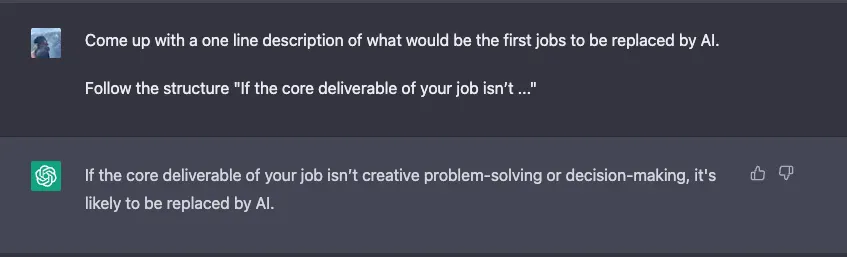 Come up with a one line description of what would be the first jobs to be replaced by AI.
Follow the structure "If the core deliverable of your job isn’t ..."
If the core deliverable of your job isn’t creative problem-solving or decision-making, it's
likely to be replaced by AI.